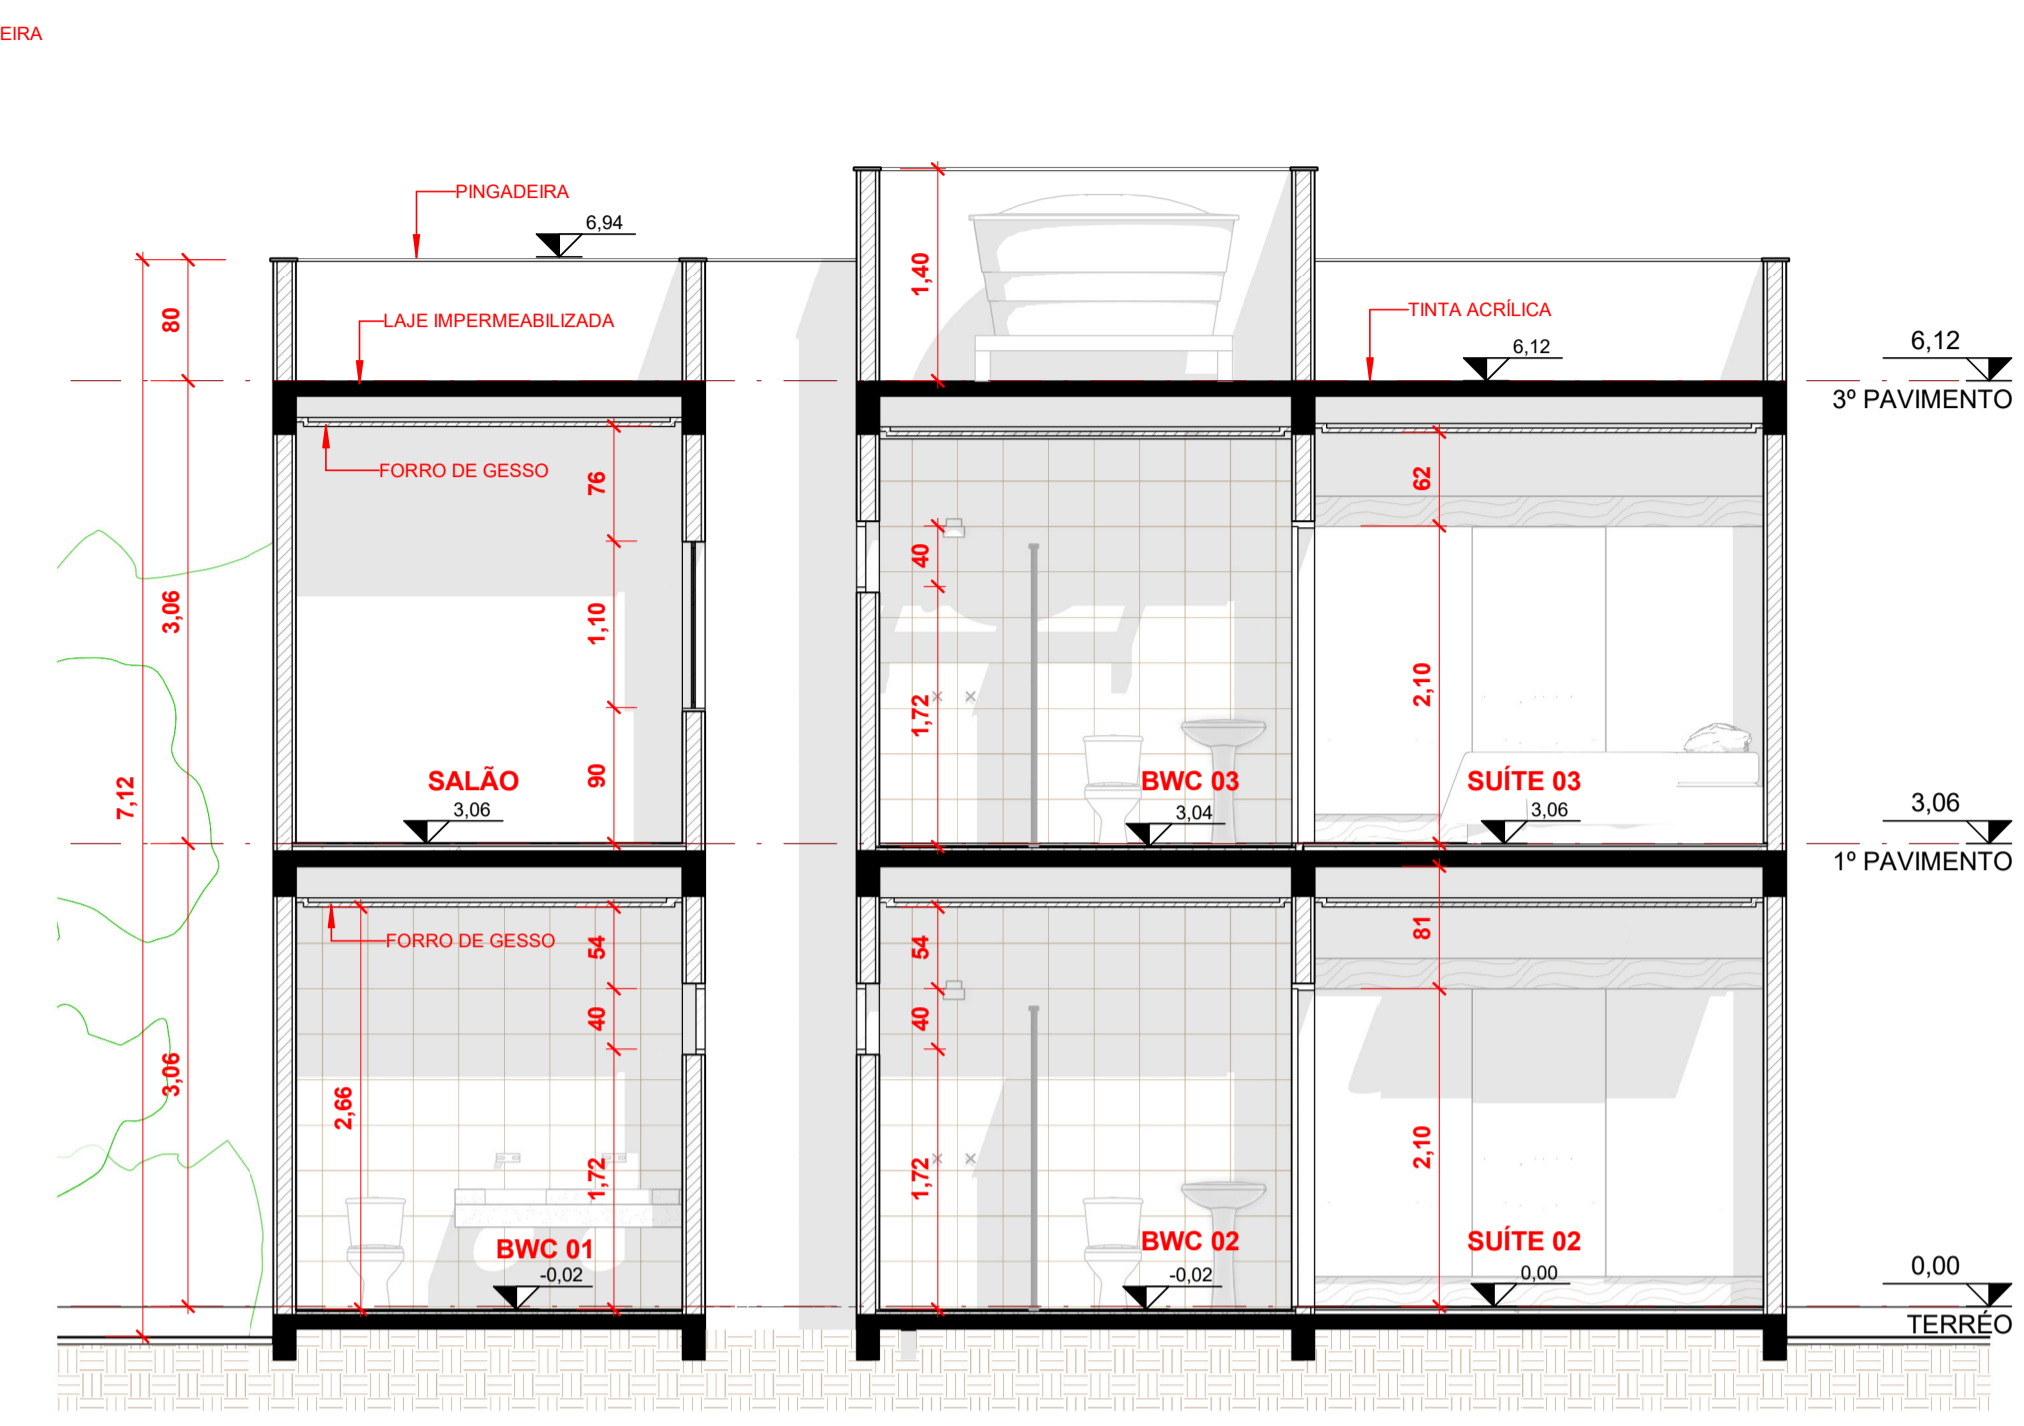 EIRA
PINGADEIRA
6,94
1,40
80
LAJE IMPERMEABILIZADA
TINTA ACRÍLICA
6,12
6,12
3º PAVIMENTO
FORRO DE GESSO
76
62
40
3,06
1,10
2,10
1,72
7,12
90
SALÃO
3,06
BWC 03
3,04
SUÍTE 03
3,06
3,06
1º PAVIMENTO
FORRO DE GESSO
54
54
81
40
40
3,06
2,66
1,72
1,72
2,10
BWC 01
-0,02
BWC 02
-0,02
SUÍTE 02
0,00
0,00
TERRÉO